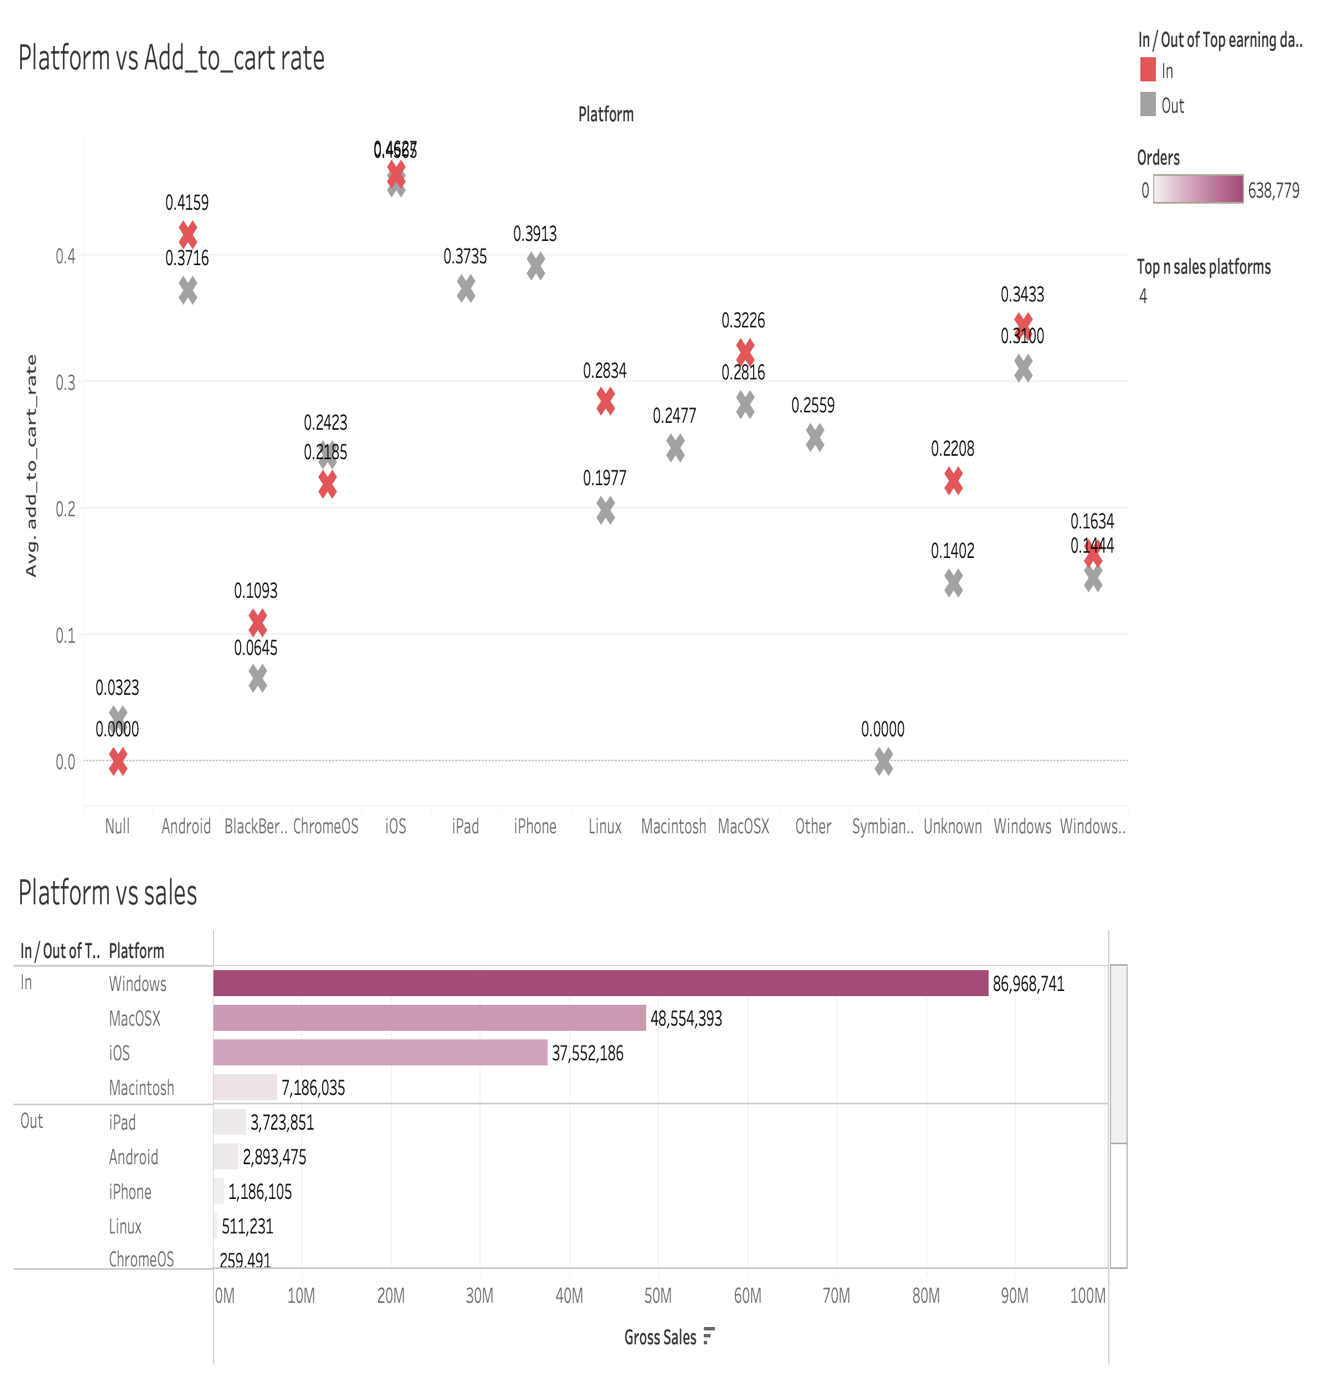 Platform vs Add_to_cart rate
In / Out of Top earning da..
In
Out
Orders
0 638,779
Top n sales platforms
4
Platform
Avg. add_to_cart_rate
0.4
0.3
0.2
0.1
0.0
0.0323
0.0000
0.4159
0.3716
0.1093
0.0645
0.2423
0.2185
0.3735
0.3913
0.2834
0.1977
0.2477
0.3226
0.2816
0.2559
0.0000
0.2208
0.1402
0.3433
0.3100
0.1634
0.1444
Null Android BlackBer.. ChromeOS iOS iPad iPhone Linux Macintosh MacOSX Other Symbian.. Unknown Windows Windows..
Platform vs sales
In / Out of T.. Platform
In Windows 86,968,741
MacOSX 48,554,393
iOS 37,552,186
Macintosh 7,186,035
Out iPad 3,723,851
Android 2,893,475
iPhone 1,186,105
Linux 511,231
ChromeOS 259,491
0M 10M 20M 30M 40M 50M 60M 70M 80M 90M 100M
Gross Sales